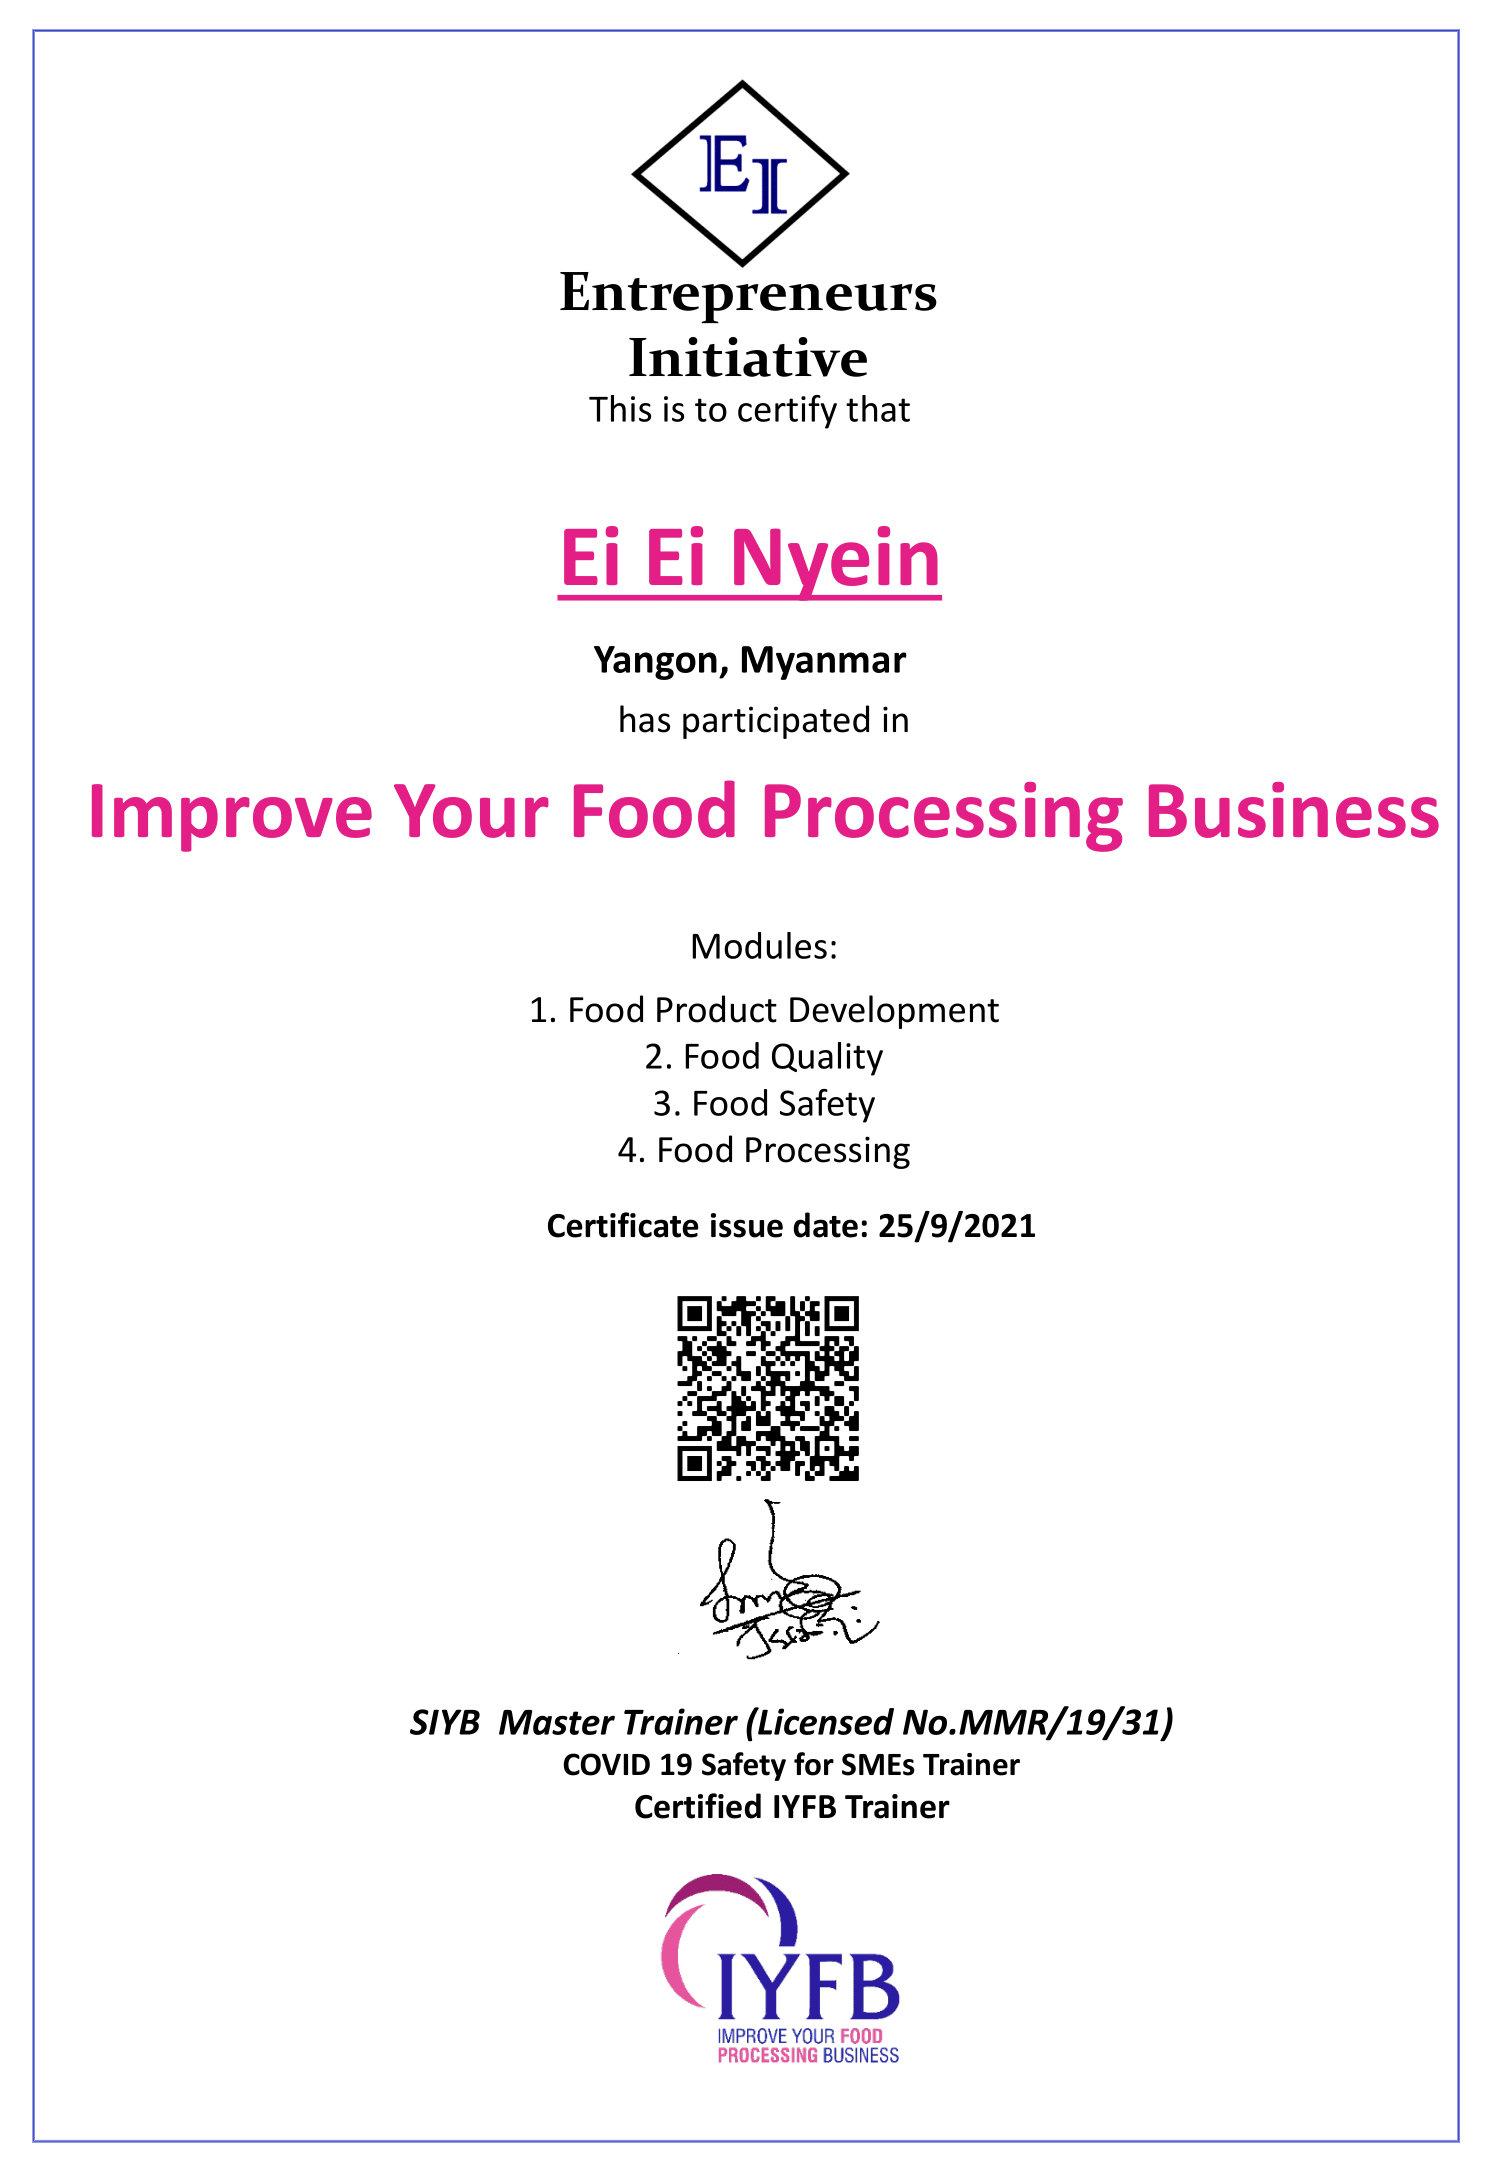 EI
Entrepreneurs
Initiative
This is to certify that
Ei Ei Nyein
Yangon, Myanmar
has participated in
Improve Your Food Processing Business
Modules:
1. Food Product Development
2. Food Quality
3. Food Safety
4. Food Processing
Certificate issue date: 25/9/2021
SIYB  Master Trainer (Licensed No.MMR/19/31)
COVID 19 Safety for SMEs Trainer
Certified IYFB Trainer
IYFB
IMPROVE YOUR FOOD
PROCESSING BUSINESS